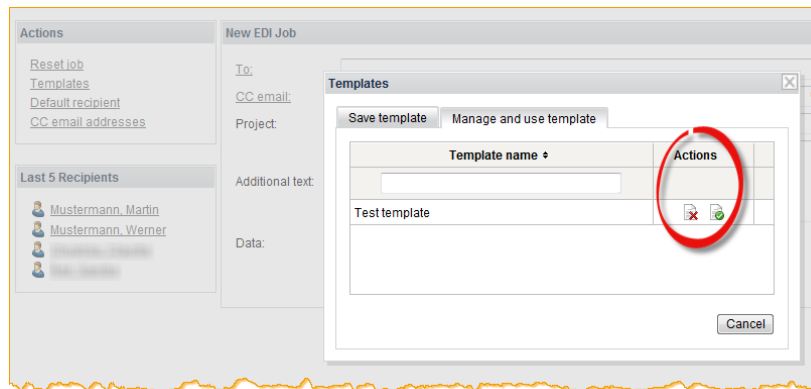 Actions
Reset job
Templates
Default recipient
CC email addresses
Last 5 Recipients
Mustermann, Martin
Mustermann, Werner
New EDI Job
To:
CC email:
Project:
Additional text:
Data:
Templates
Save template
Manage and use template
Template name
Actions
Test template
Cancel